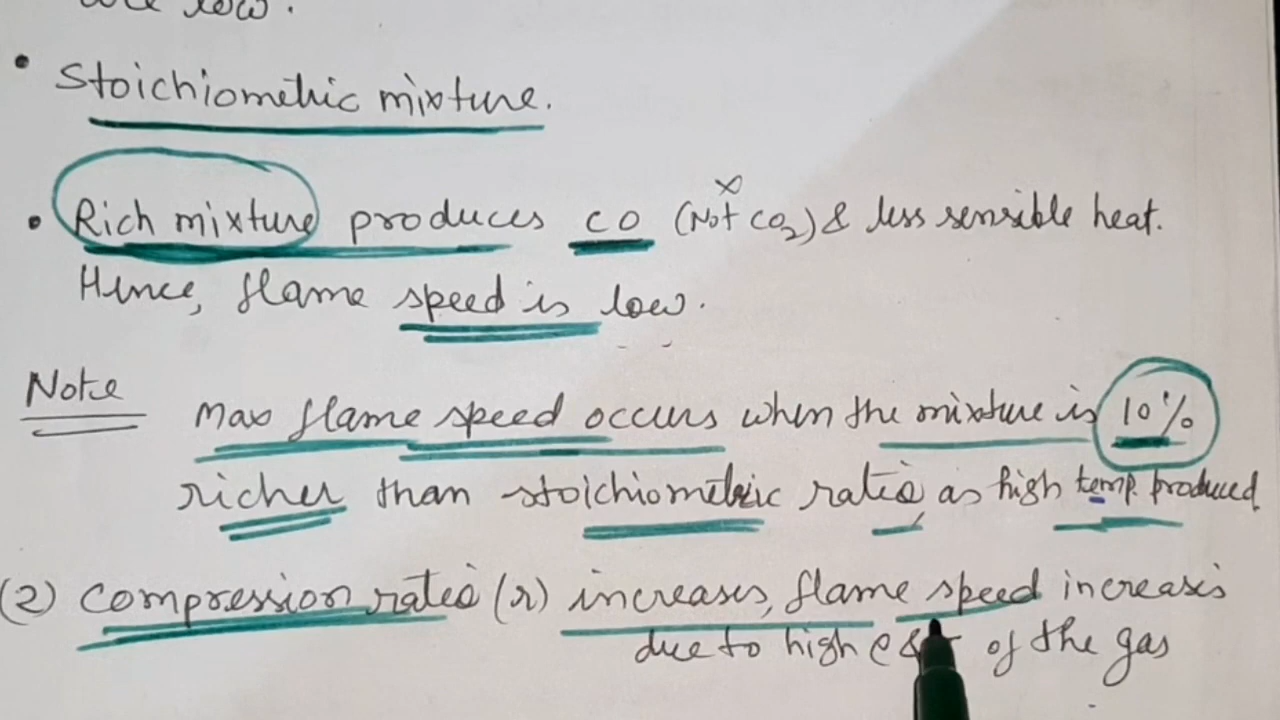 low.
• Stoichiometric mixture.
• Rich mixture produces CO (Not CO2) & less sensible heat.
Hence, flame speed is low.
Note Max flame speed occurs when the mixture is 10%
richer than stoichiometric ratio as high temp. produced
(2) Compression ratio (r) increases, flame speed increases
due to high of the gas